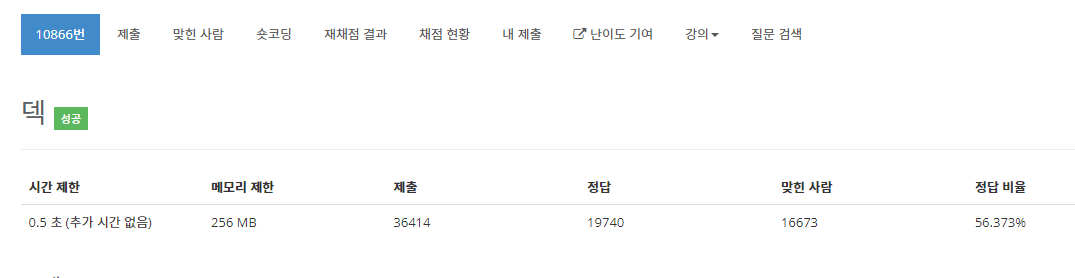 10866번 제출 맞힌 사람 숏코딩 재채점 결과 채점 현황 내 제출 난이도 기여 강의 질문 검색
덱 성공
시간 제한 메모리 제한 제출 정답 맞힌 사람 정답 비율
0.5 초 (추가 시간 없음) 256 MB 36414 19740 16673 56.373%